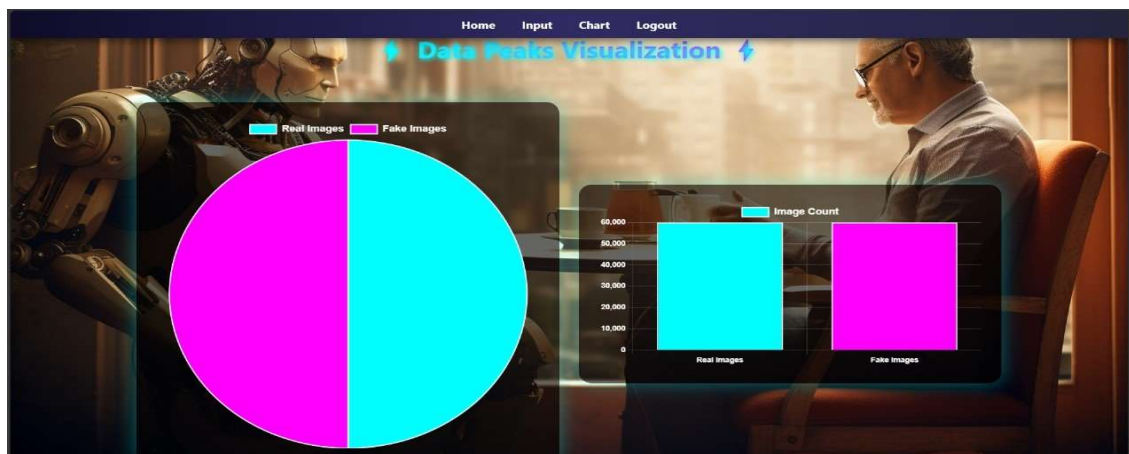 Home Input Chart Logout
Data Peaks Visualization
Real Images Fake Images
Image Count
60,000
50,000
40,000
30,000
20,000
10,000
0
Real Images Fake Images